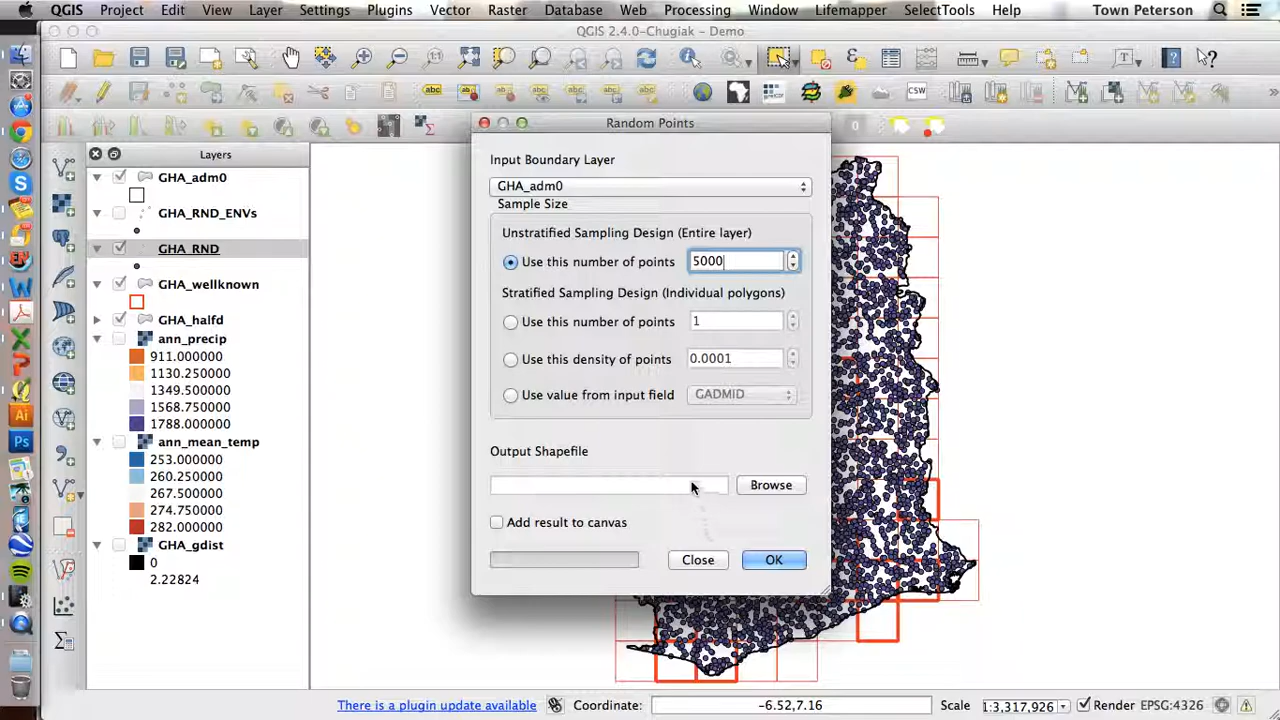 QGIS Project Edit View Layer Settings Plugins Vector Raster Database Web Processing Window Lifemapper SelectTools Help Town Peterson
QGIS 2.4.0-Chugiak - Demo
CSW
Layers
GHA_adm0
GHA_RND_ENVs
GHA_RND
GHA_wellknown
GHA_halfd
ann_precip
911.000000
1130.250000
1349.500000
1568.750000
1788.000000
ann_mean_temp
253.000000
260.250000
267.500000
274.750000
282.000000
GHA_gdist
0
2.22824
Random Points
Input Boundary Layer
GHA_adm0
Sample Size
Unstratified Sampling Design (Entire layer)
Use this number of points 5000
Stratified Sampling Design (Individual polygons)
Use this number of points 1
Use this density of points 0.0001
Use value from input field GADMID
Output Shapefile
Browse
Add result to canvas
Close OK
There is a plugin update available Coordinate: -6.52,7.16 Scale 1:3,317,926 Render EPSG:4326